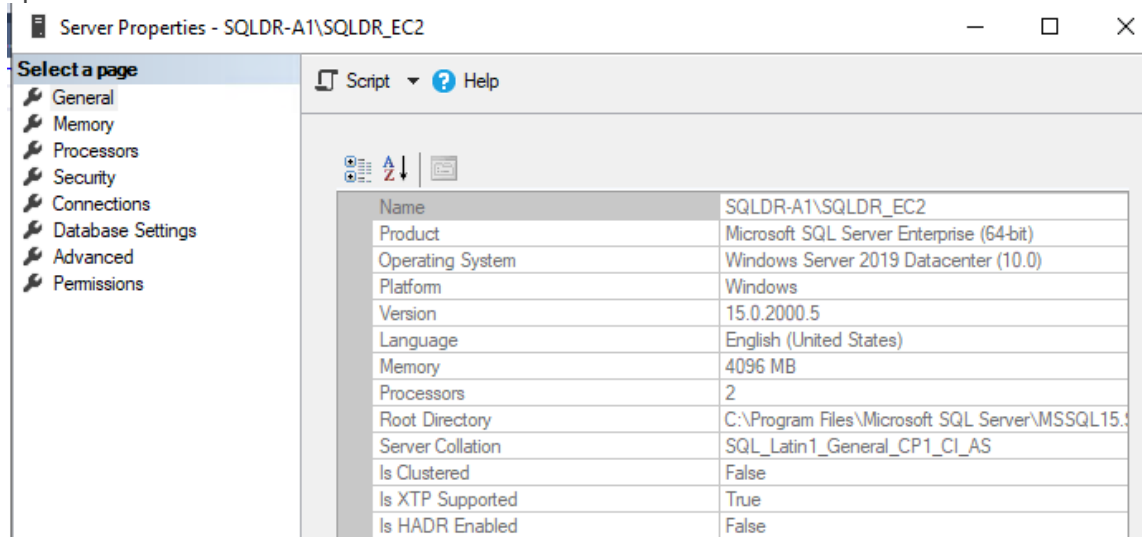 Server Properties - SQLDR-A1\SQLDR_EC2
Select a page
General
Memory
Processors
Security
Connections
Database Settings
Advanced
Permissions
Script Help
Name SQLDR-A1\SQLDR_EC2
Product Microsoft SQL Server Enterprise (64-bit)
Operating System Windows Server 2019 Datacenter (10.0)
Platform Windows
Version 15.0.2000.5
Language English (United States)
Memory 4096 MB
Processors 2
Root Directory C:\Program Files\Microsoft SQL Server\MSSQL15.
Server Collation SQL_Latin1_General_CP1_CI_AS
Is Clustered False
Is XTP Supported True
Is HADR Enabled False